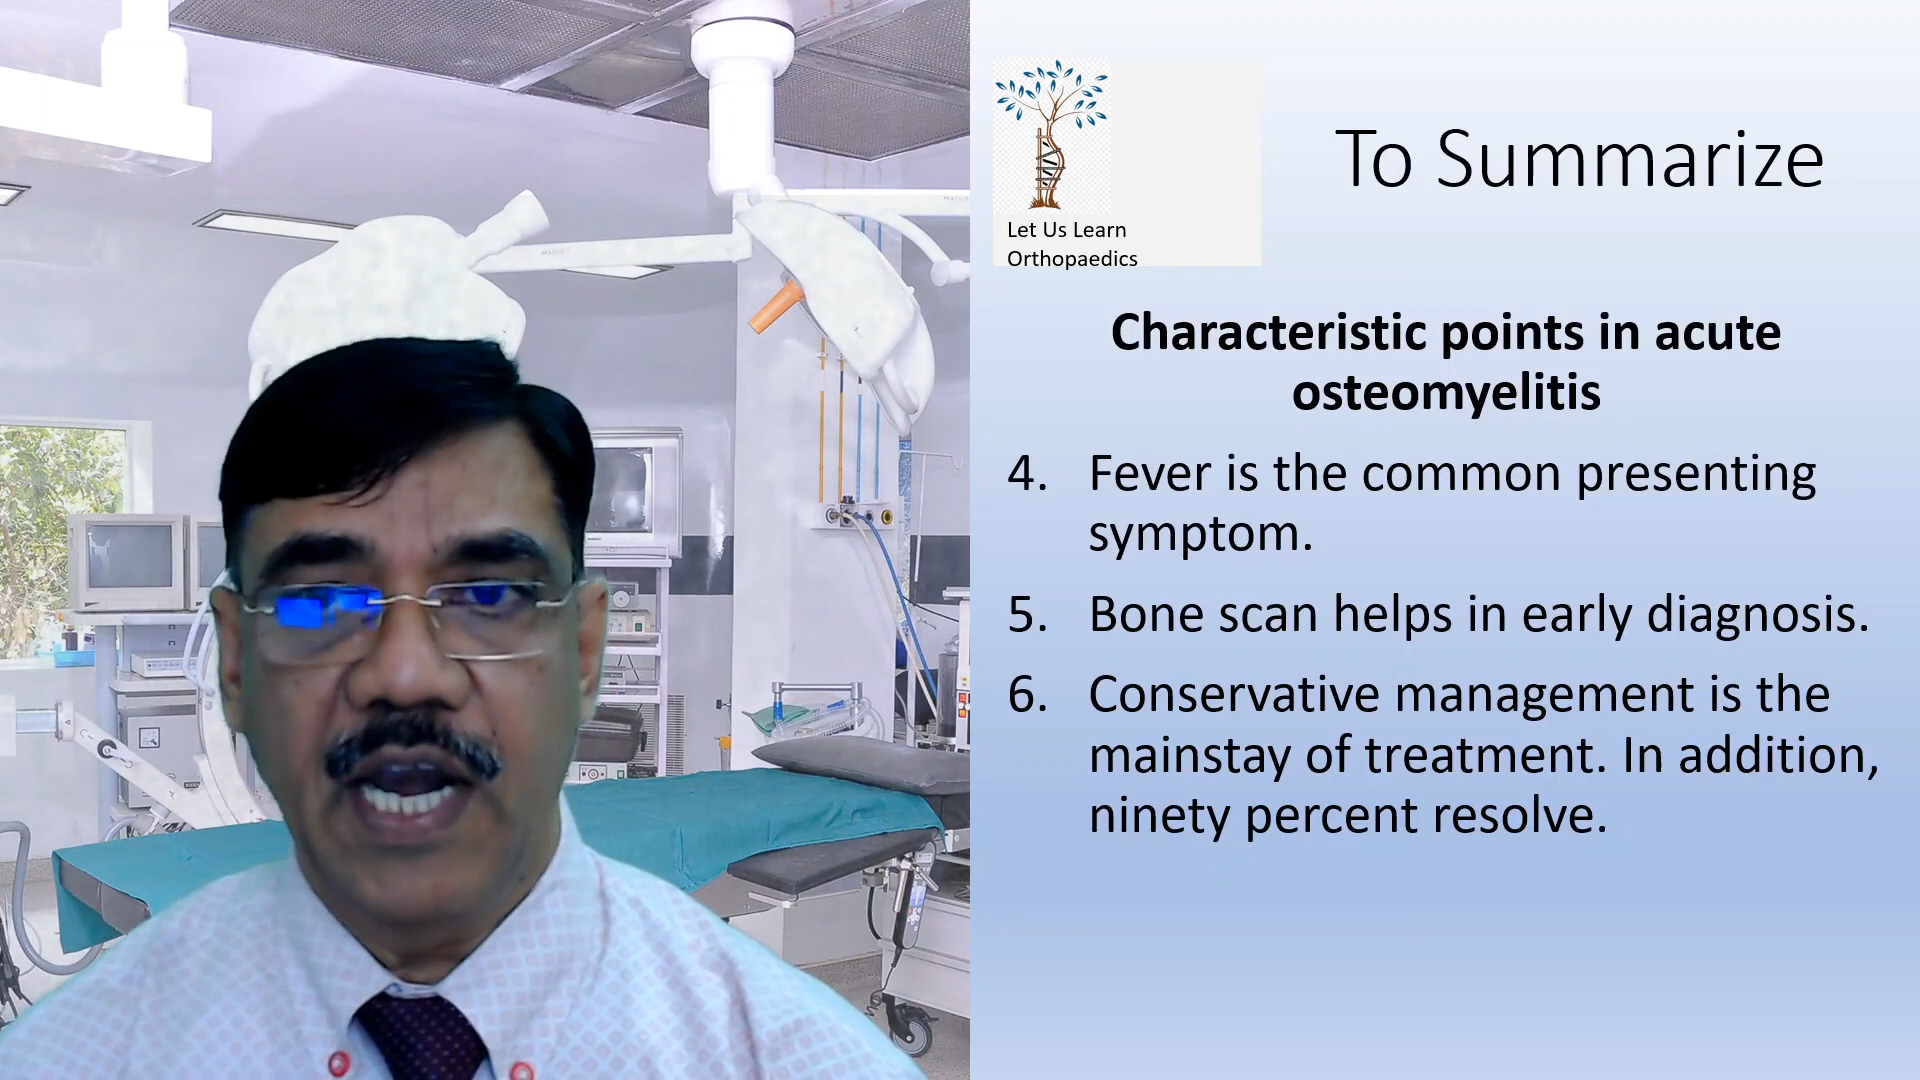 To Summarize
Let Us Learn
Orthopaedics
Characteristic points in acute
osteomyelitis
4. Fever is the common presenting
symptom.
5. Bone scan helps in early diagnosis.
6. Conservative management is the
mainstay of treatment. In addition,
ninety percent resolve.